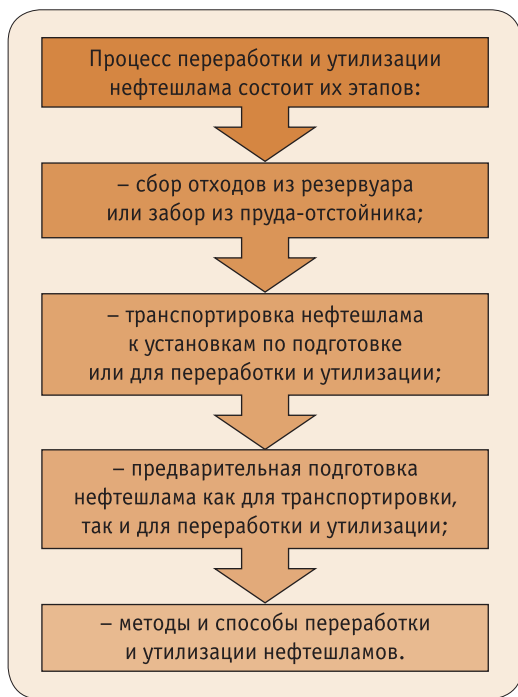 Процесс переработки и утилизации
нефтешлама состоит их этапов:
– сбор отходов из резервуара
или забор из пруда-отстойника;
– транспортировка нефтешлама
к установкам по подготовке
или для переработки и утилизации;
– предварительная подготовка
нефтешлама как для транспортировки,
так и для переработки и утилизации;
– методы и способы переработки
и утилизации нефтешламов.